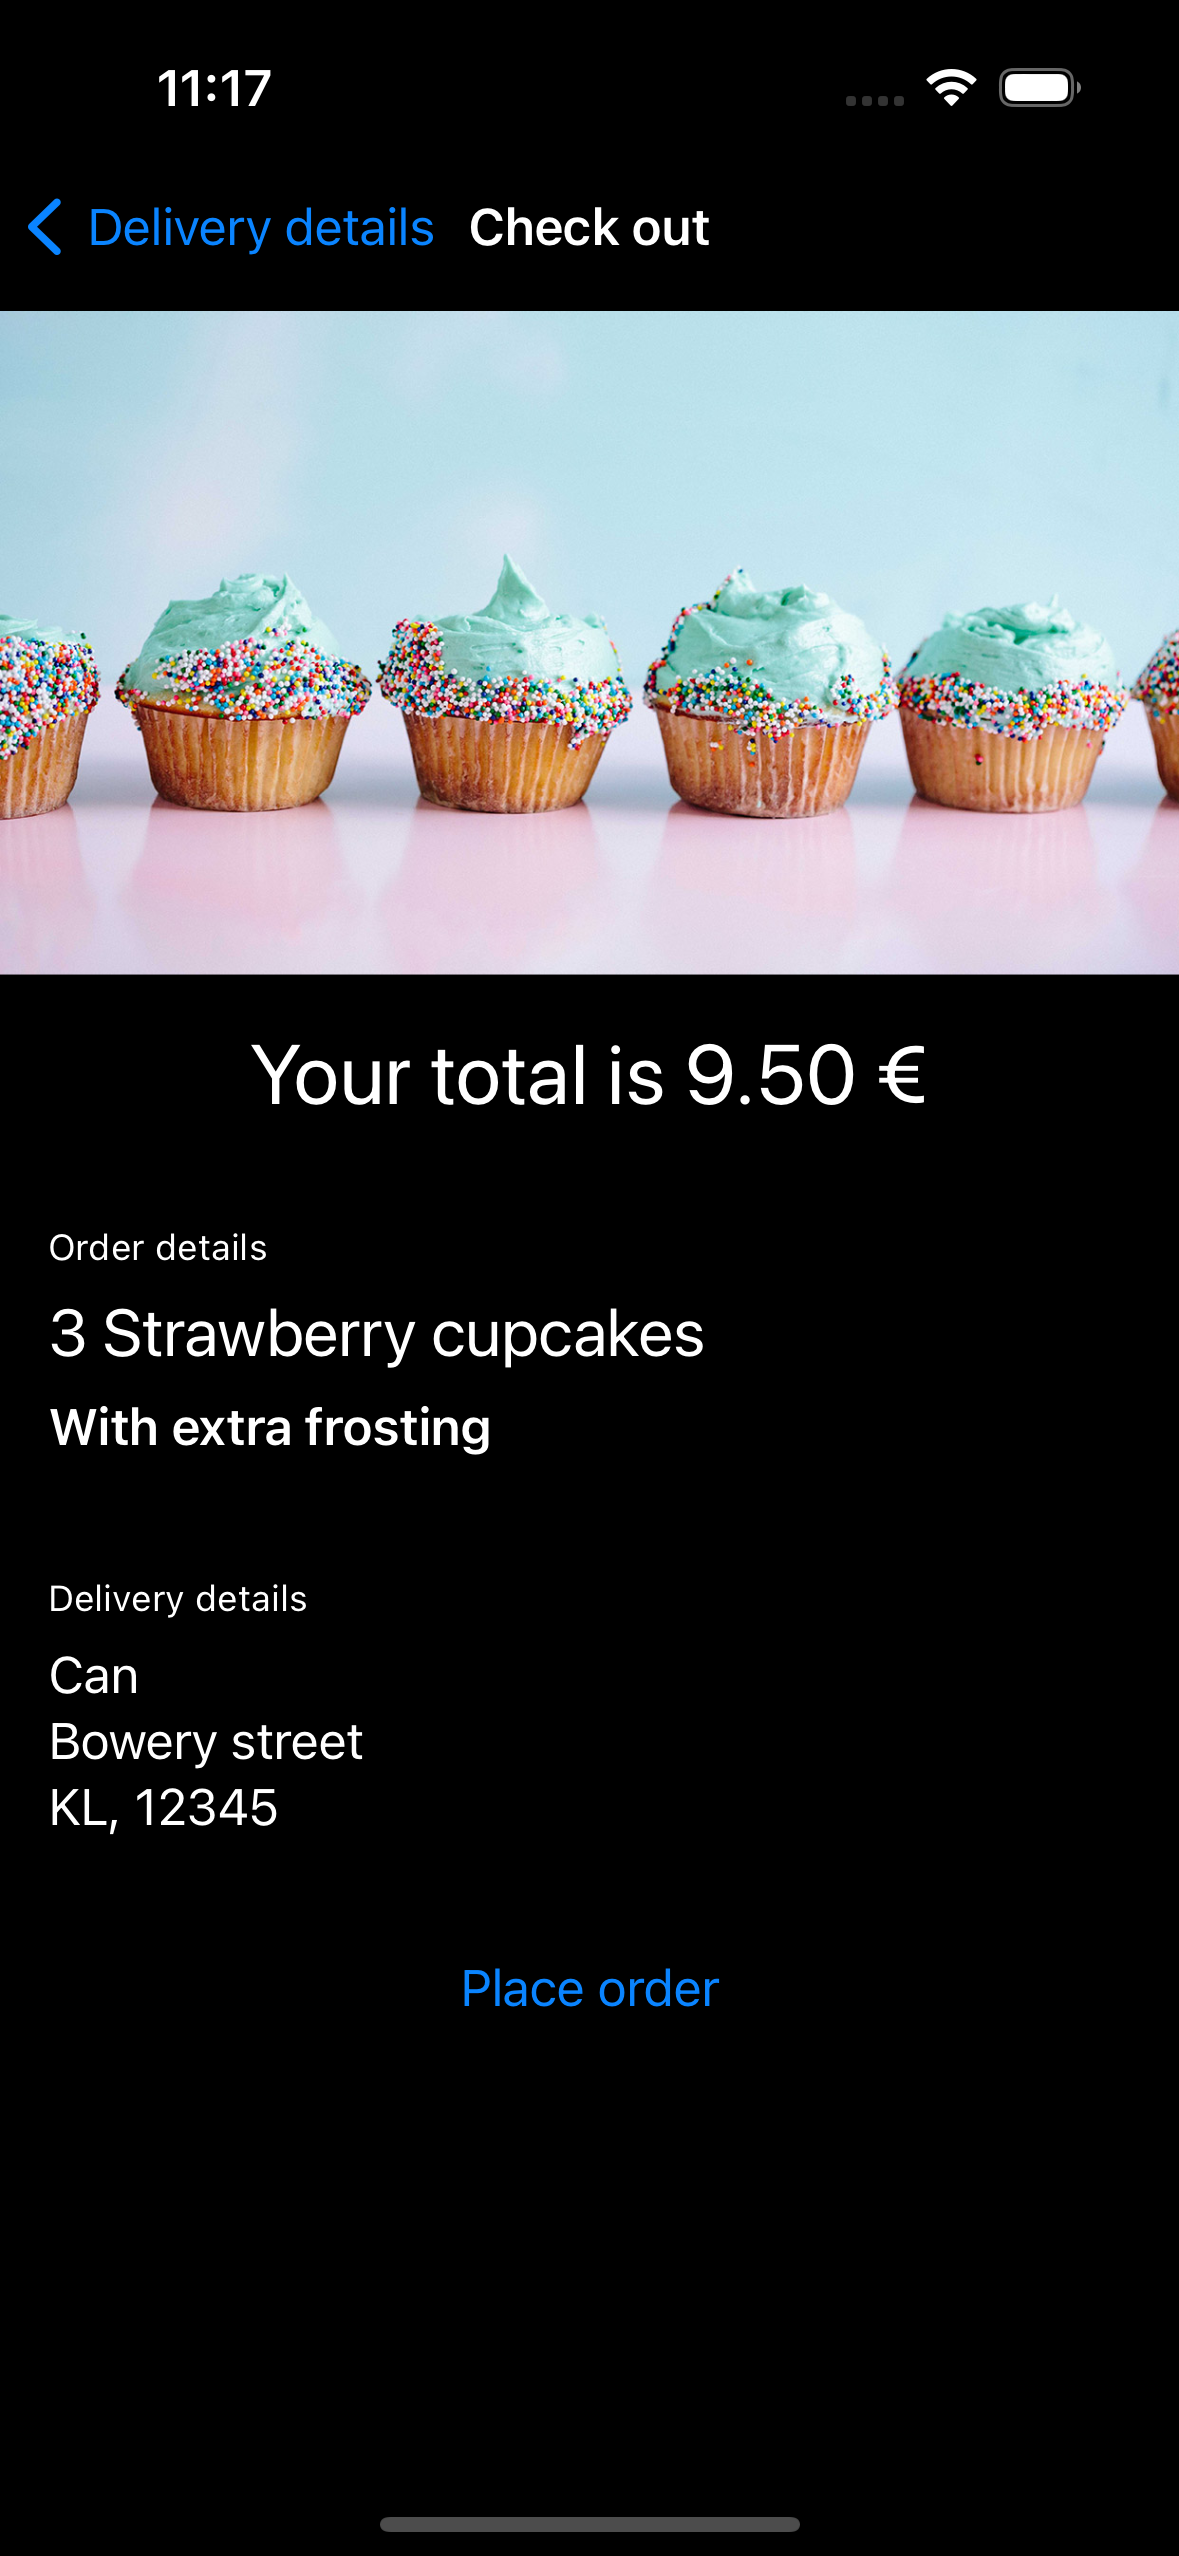 11:17
Delivery details Check out
Your total is 9.50 €
Order details
3 Strawberry cupcakes
With extra frosting
Delivery details
Can
Bowery street
KL, 12345
Place order